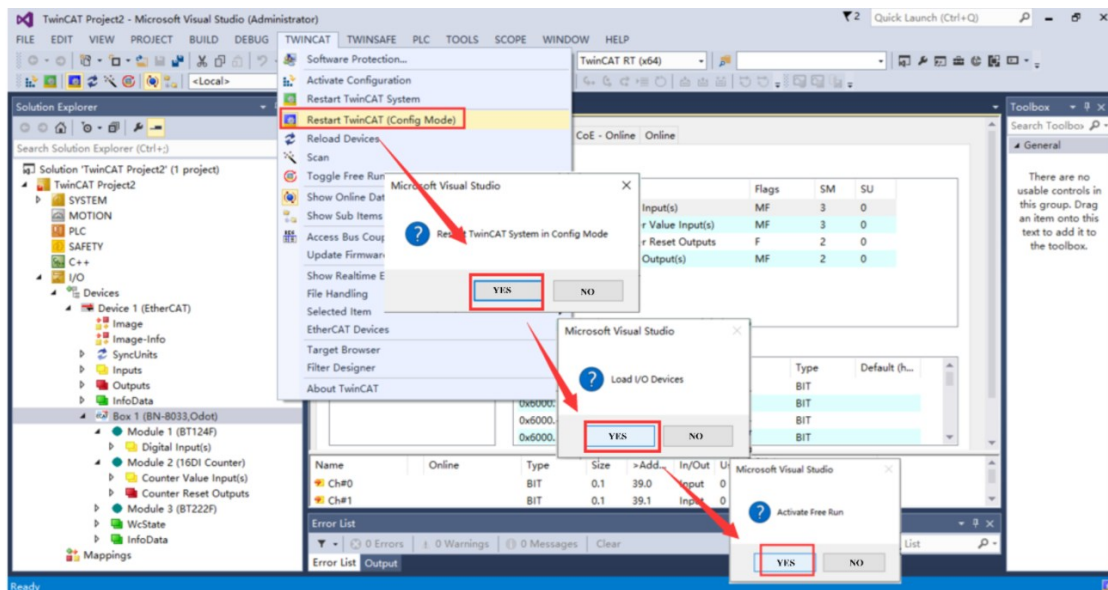 TwinCAT Project2 - Microsoft Visual Studio (Administrator)
2
Quick Launch (Ctrl+Q)
FILE EDIT VIEW PROJECT BUILD DEBUG TWINCAT TWINSAFE PLC TOOLS SCOPE WINDOW HELP
TwinCAT RT (x64)
<Local>
Solution Explorer
Search Solution Explorer (Ctrl+;)
Solution 'TwinCAT Project2' (1 project)
TwinCAT Project2
SYSTEM
MOTION
PLC
SAFETY
C++
I/O
Devices
Device 1 (EtherCAT)
Image
Image-Info
SyncUnits
Inputs
Outputs
InfoData
Box 1 (BN-8033,Odot)
Module 1 (BT124F)
Digital Input(s)
Module 2 (16DI Counter)
Counter Value Input(s)
Counter Reset Outputs
Module 3 (BT222F)
WcState
InfoData
Mappings
Software Protection...
Activate Configuration
Restart TwinCAT System
Restart TwinCAT (Config Mode)
Reload Devices
Scan
Toggle Free Run
Show Online Dat
Show Sub Items
Access Bus Coup
Update Firmwar
Show Realtime E
File Handling
Selected Item
EtherCAT Devices
Target Browser
Filter Designer
About TwinCAT
CoE - Online Online
Flags SM SU
Input(s) MF 3 0
r Value Input(s) MF 3 0
r Reset Outputs F 2 0
Output(s) MF 2 0
Microsoft Visual Studio
Restart TwinCAT System in Config Mode
YES NO
Microsoft Visual Studio
Load I/O Devices
YES NO
Type Default (h...
BIT
0x6000. BIT
0x6000. BIT
0x6000. BIT
Name Online Type Size >Add... In/Out U
Ch#0 BIT 0.1 39.0 Input 0
Ch#1 BIT 0.1 39.1 Input 0
Microsoft Visual Studio
Activate Free Run
YES NO
Error List
0 Errors 0 Warnings 0 Messages Clear
List
Error List Output
Toolbox
Search Toolbox
General
There are no
usable controls in
this group. Drag
an item onto this
text to add it to
the toolbox.
Ready